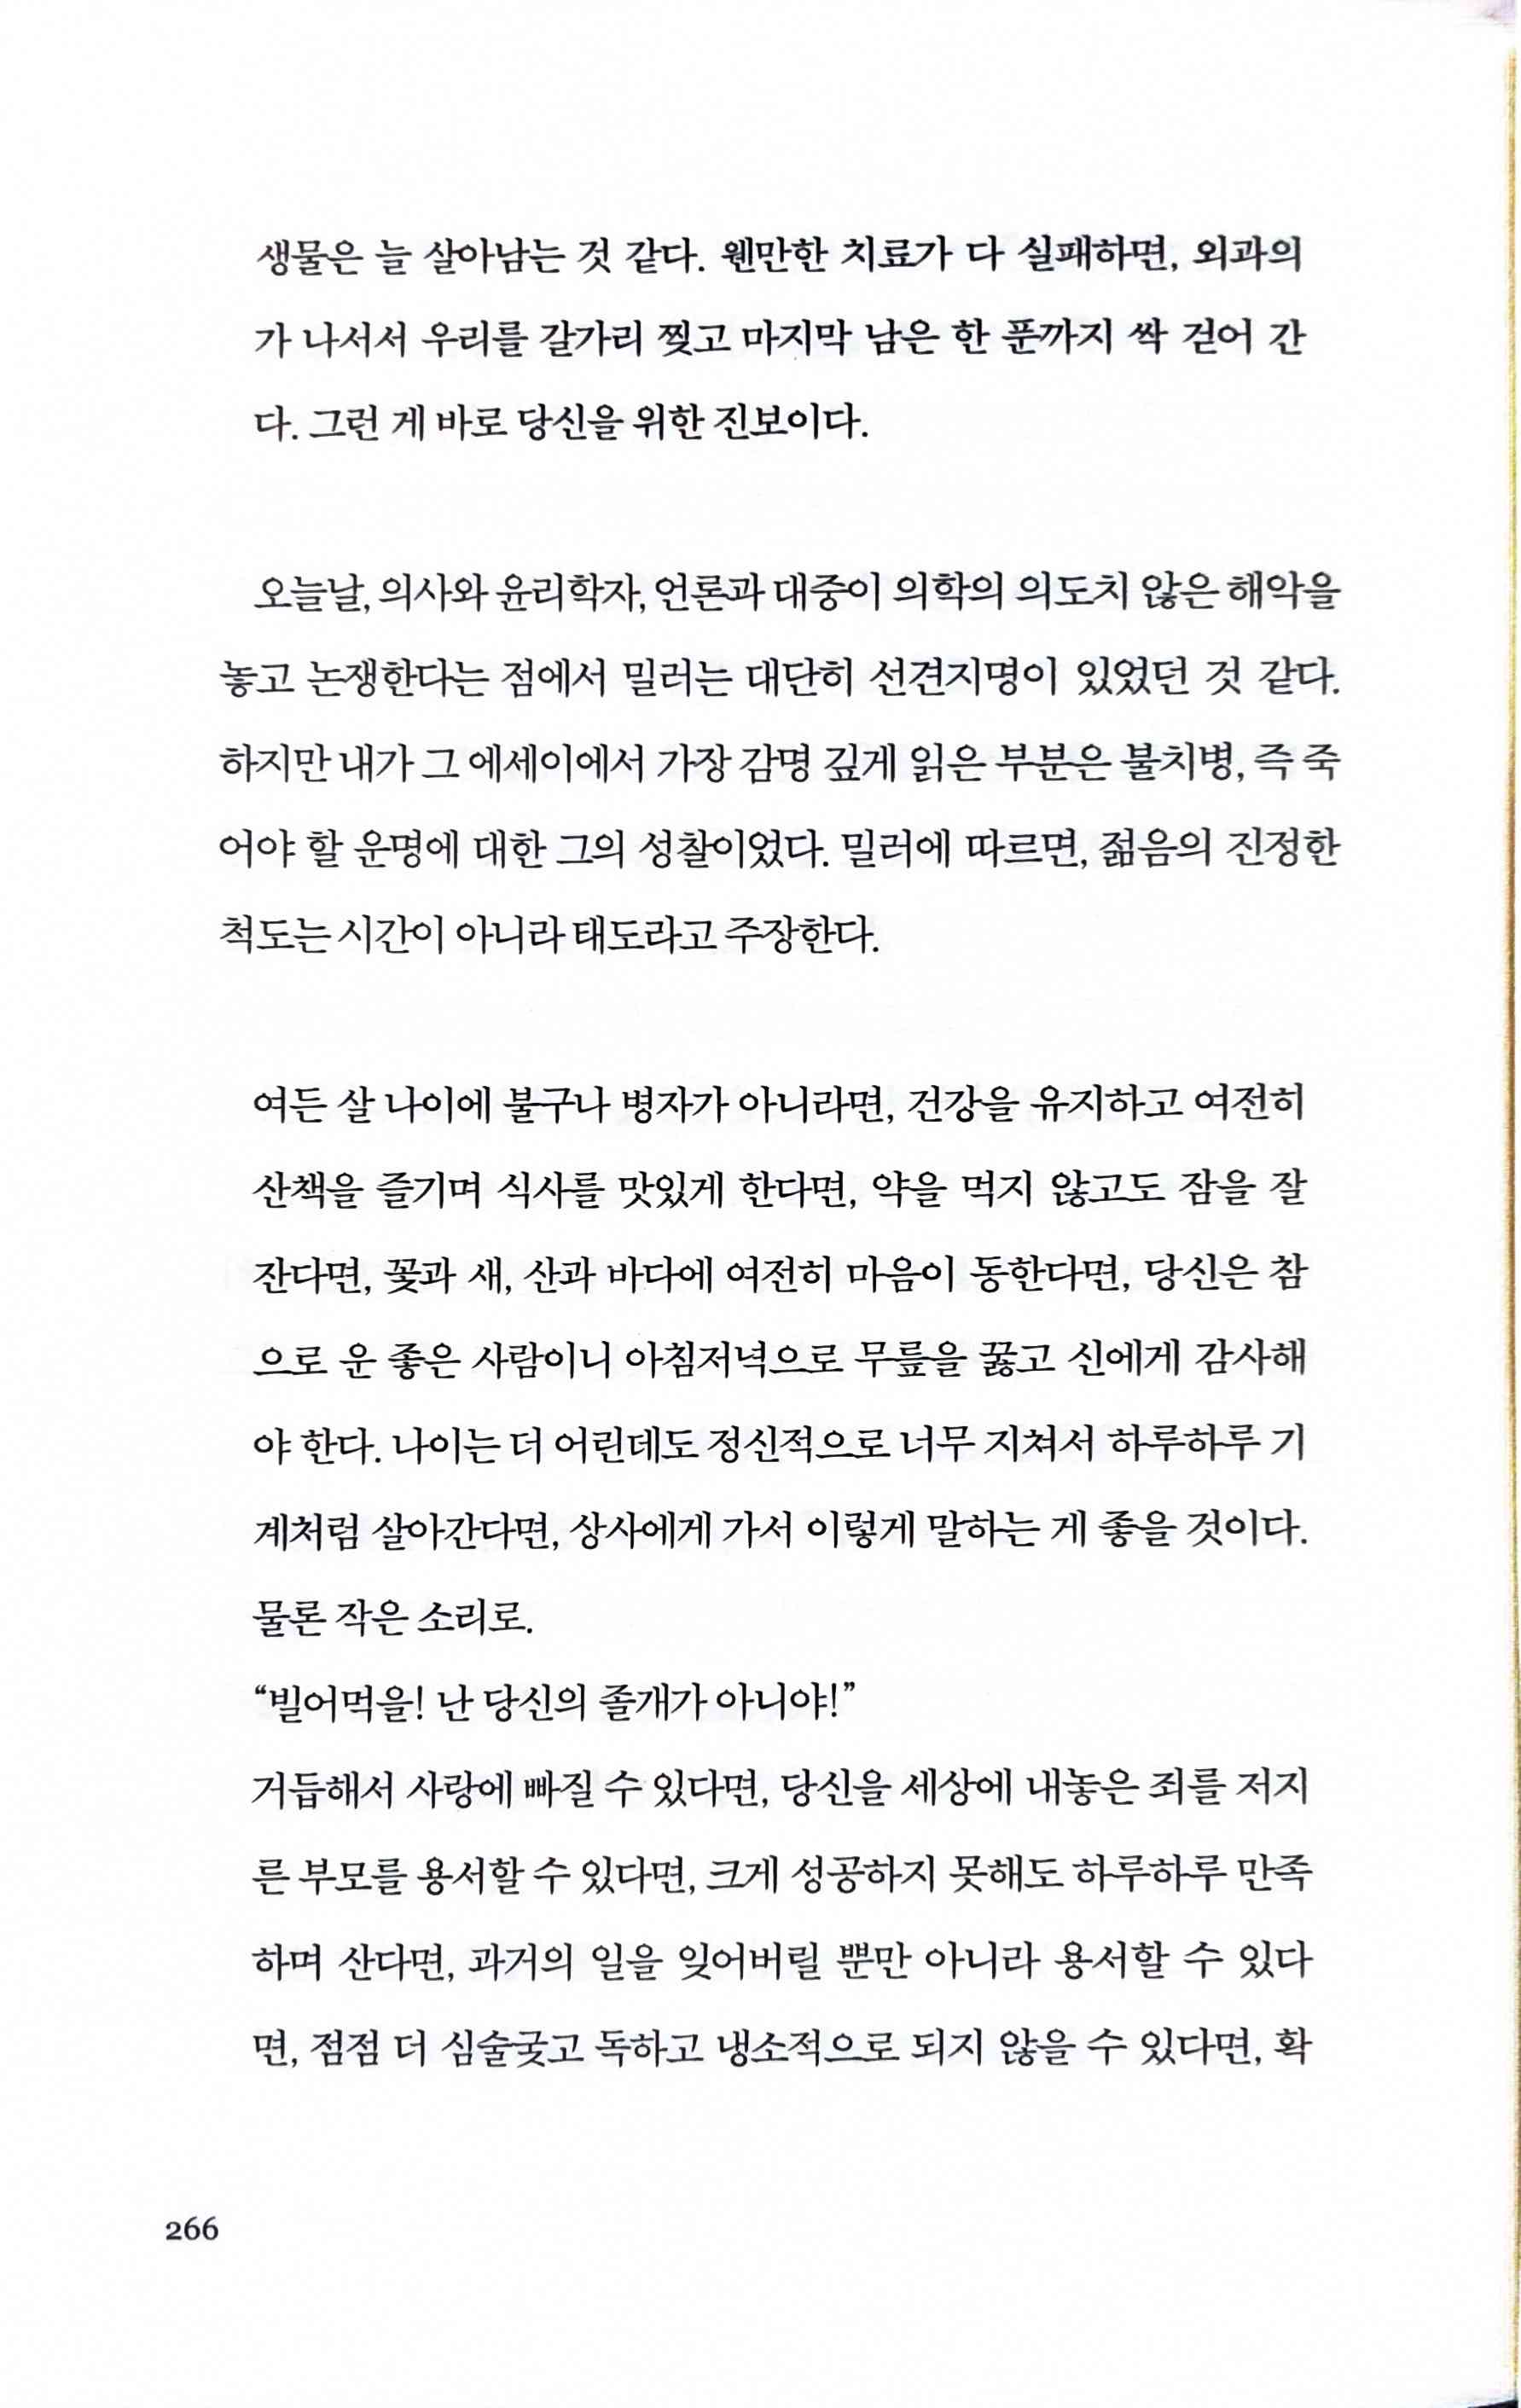 생물은 늘 살아남는 것 같다. 웬만한 치료가 다 실패하면, 외과의
가 나서서 우리를 갈가리 찢고 마지막 남은 한 푼까지 싹 걷어 간
다. 그런 게 바로 당신을 위한 진보이다.
오늘날, 의사와 윤리학자, 언론과 대중이 의학의 의도치 않은 해악을
놓고 논쟁한다는 점에서 밀러는 대단히 선견지명이 있었던 것 같다.
하지만 내가 그 에세이에서 가장 감명 깊게 읽은 부분은 불치병, 즉 죽
어야 할 운명에 대한 그의 성찰이었다. 밀러에 따르면, 젊음의 진정한
척도는 시간이 아니라 태도라고 주장한다.
여든 살 나이에 불구나 병자가 아니라면, 건강을 유지하고 여전히
산책을 즐기며 식사를 맛있게 한다면, 약을 먹지 않고도 잠을 잘
잔다면, 꽃과 새, 산과 바다에 여전히 마음이 동한다면, 당신은 참
으로 운 좋은 사람이니 아침저녁으로 무릎을 꿇고 신에게 감사해
야 한다. 나이는 더 어린데도 정신적으로 너무 지쳐서 하루하루 기
계처럼 살아간다면, 상사에게 가서 이렇게 말하는 게 좋을 것이다.
물론 작은 소리로.
“빌어먹을! 난 당신의 졸개가 아니야!”
거듭해서 사랑에 빠질 수 있다면, 당신을 세상에 내놓은 죄를 저지
른 부모를 용서할 수 있다면, 크게 성공하지 못해도 하루하루 만족
하며 산다면, 과거의 일을 잊어버릴 뿐만 아니라 용서할 수 있다
면, 점점 더 심술궂고 독하고 냉소적으로 되지 않을 수 있다면, 확
266